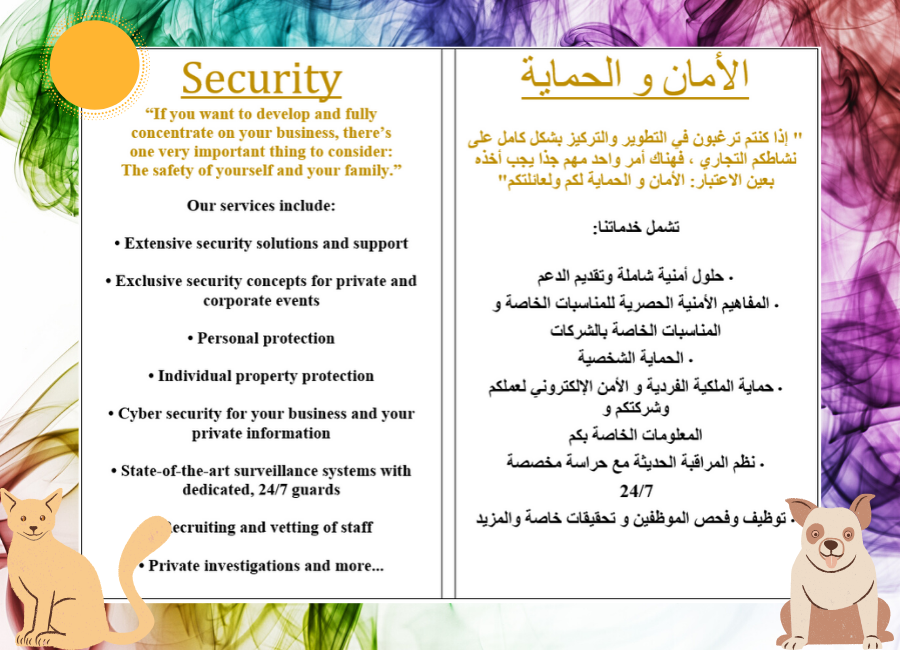 Security
“If you want to develop and fully
concentrate on your business, there’s
one very important thing to consider:
The safety of yourself and your family.”
Our services include:
• Extensive security solutions and support
• Exclusive security concepts for private and
corporate events
• Personal protection
• Individual property protection
• Cyber security for your business and your
private information
• State-of-the-art surveillance systems with
dedicated, 24/7 guards
and vetting of staff
• Private investigations and more...
الأمان و الحماية
" إذا كنتم ترغبون في التطوير والتركيز بشكل كامل على
نشاطكم التجاري ، فهناك أمر واحد مهم جدًا يجب أخذه
بعين الاعتبار: الأمان و الحماية لكم ولعائلتكم"
تشمل خدماتنا:
• حلول أمنية شاملة وتقديم الدعم
• المفاهيم الأمنية الحصرية للمناسبات الخاصة و
المناسبات الخاصة بالشركات
• الحماية الشخصية
• حماية الملكية الفردية و الأمن الإلكتروني لعملكم
وشركتكم و
المعلومات الخاصة بكم
• نظم المراقبة الحديثة مع حراسة مخصصة
24/7
• توظيف وفحص الموظفين و تحقيقات خاصة والمزيد